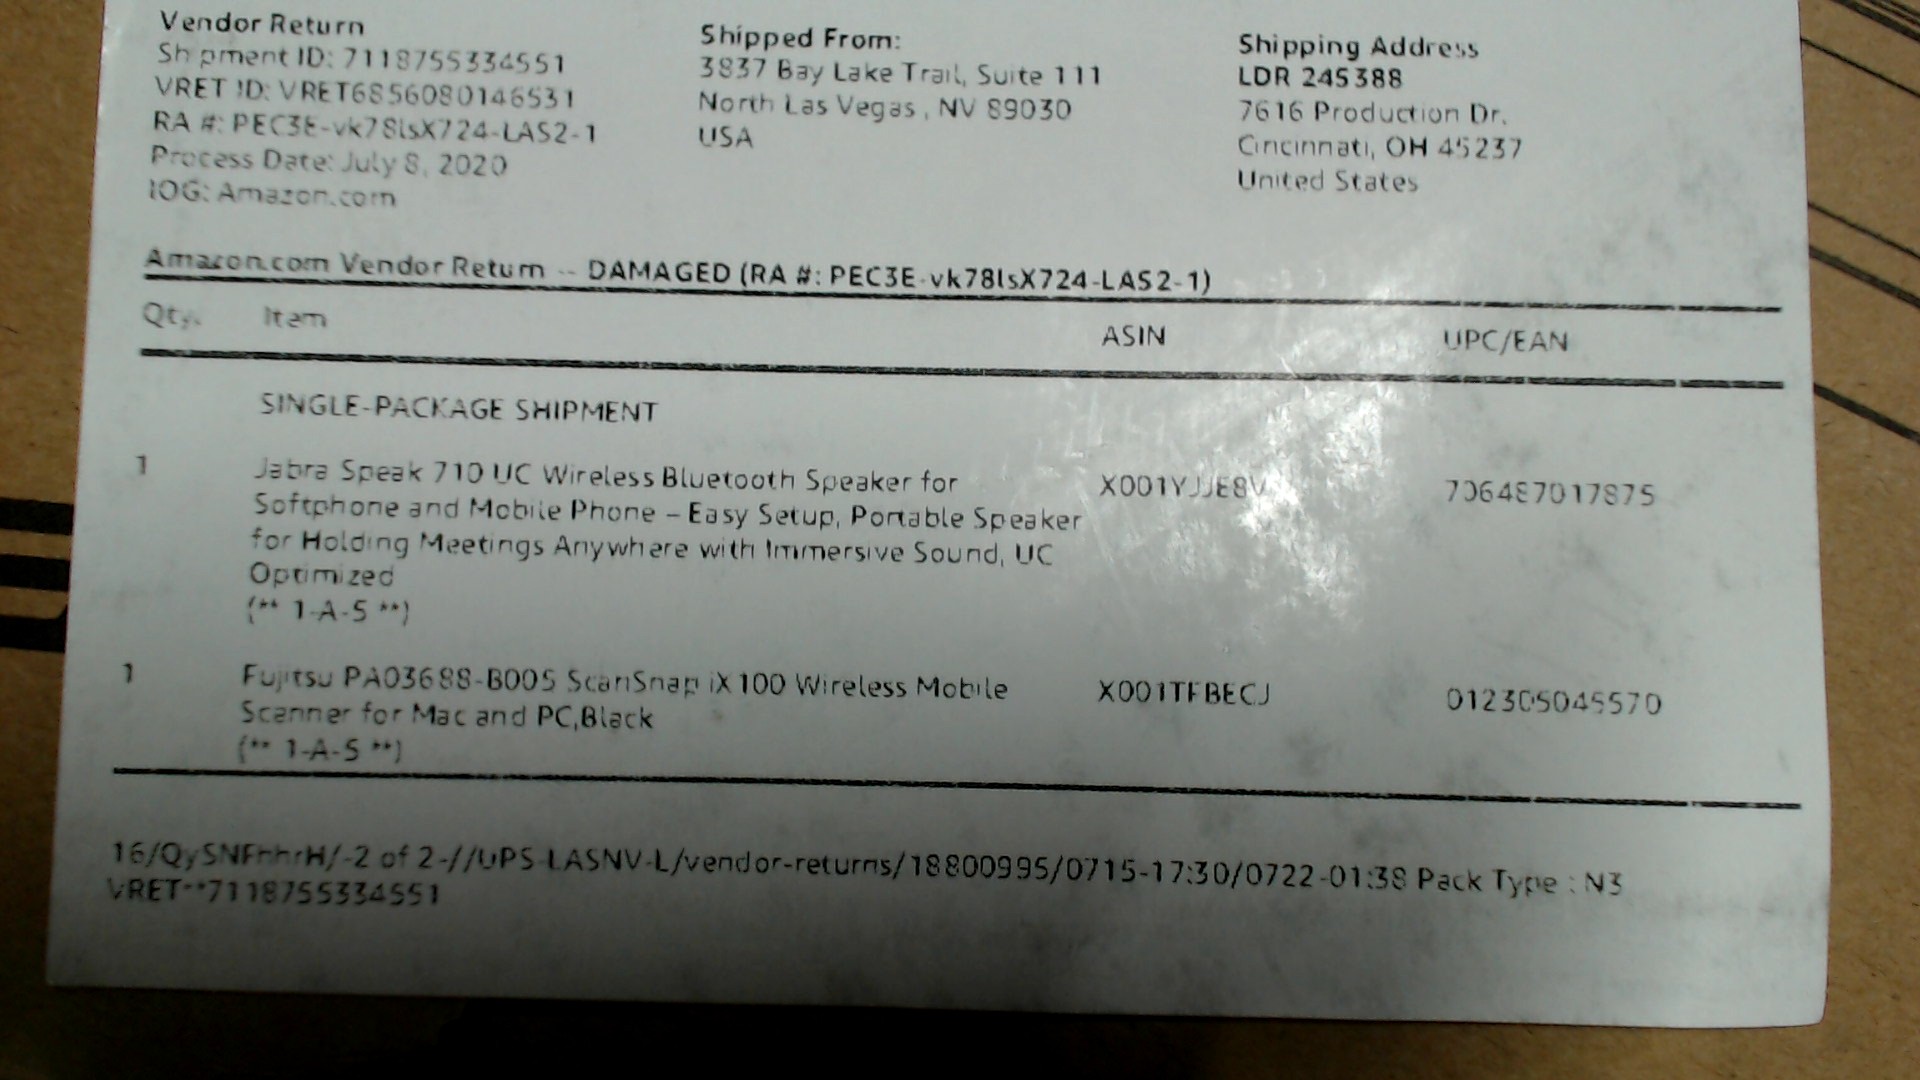 Vendor Return
Shipment ID: 7118755334551
VRET ID: VRET6856080146531
RA #: PEC3E-vk78lsX724-LAS2-1
Process Date: July 8, 2020
IOG: Amazon.com
Shipped From:
3837 Bay Lake Trail, Suite 111
North Las Vegas , NV 89030
USA
Shipping Address
LDR 245388
7616 Production Dr.
Cincinnati, OH 45237
United States
Amazon.com Vendor Return -- DAMAGED (RA #: PEC3E-vk78lsX724-LAS2-1)
Qty. Item ASIN UPC/EAN
SINGLE-PACKAGE SHIPMENT
1 Jabra Speak 710 UC Wireless Bluetooth Speaker for X001YJJE8V 706487017875
Softphone and Mobile Phone – Easy Setup, Portable Speaker
for Holding Meetings Anywhere with Immersive Sound, UC
Optimized
(** 1-A-5 **)
1 Fujitsu PA03688-B005 ScanSnap iX100 Wireless Mobile X001TFBECJ 012305045570
Scanner for Mac and PC,Black
(** 1-A-5 **)
16/QySNFhhrH/-2 of 2-//UPS-LASNV-L/vendor-returns/18800995/0715-17:30/0722-01:38 Pack Type : N3
VRET**7118755334551